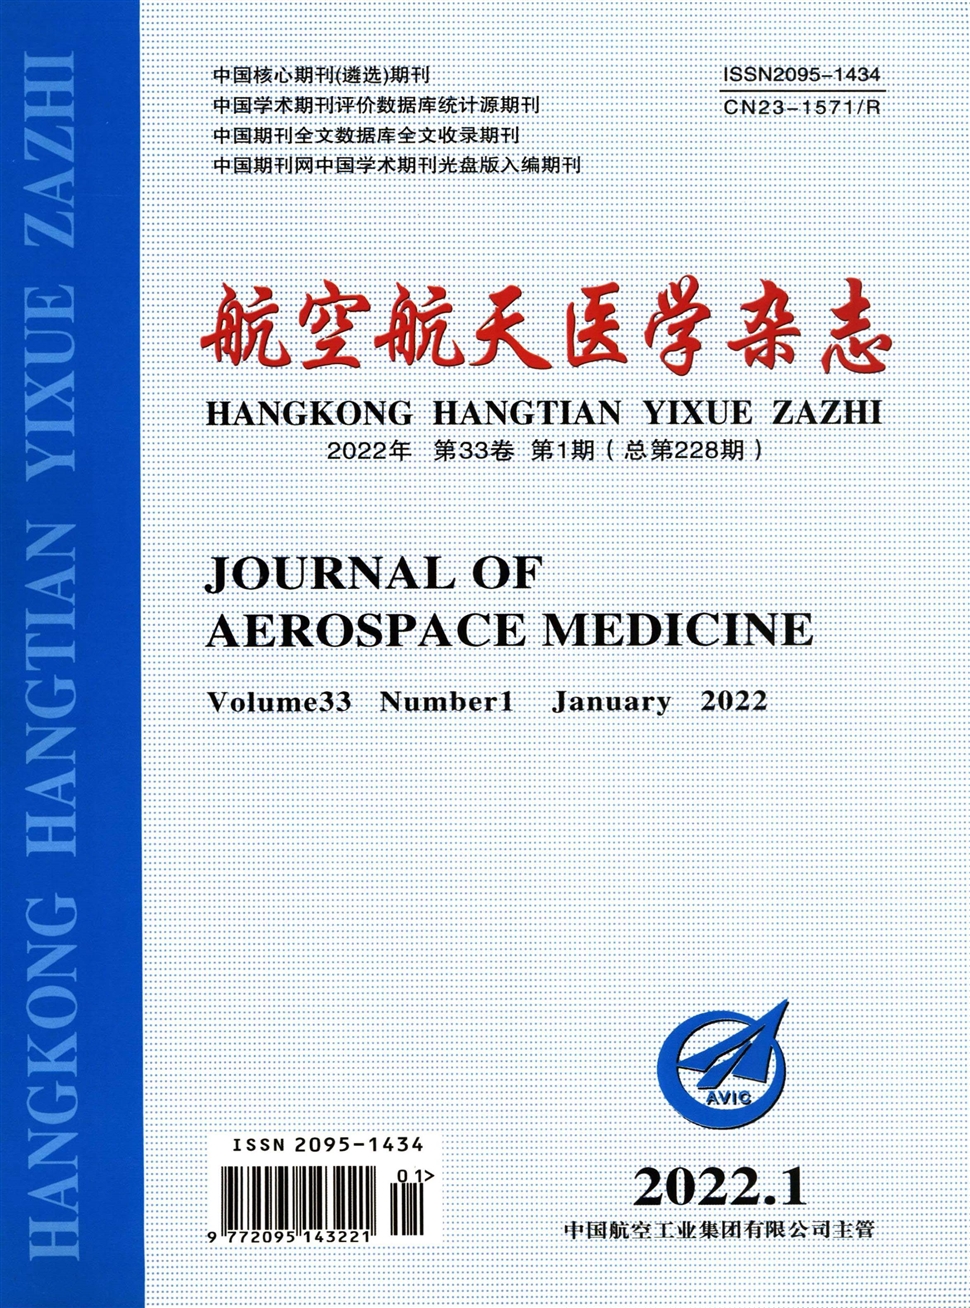 HANGKONG HANGTIAN YIXUE ZAZHI
中国核心期刊(遴选)期刊
中国学术期刊评价数据库统计源期刊
中国期刊全文数据库全文收录期刊
中国期刊网中国学术期刊光盘版入编期刊
ISSN2095-1434
CN23-1571/R
航空航天医学杂志
HANGKONG HANGTIAN YIXUE ZAZHI
2022年 第33卷 第1期(总第228期)
JOURNAL OF
AEROSPACE MEDICINE
Volume33 Number1 January 2022
AVIC
ISSN 2095-1434
01>
9 772095 143221
2022.1
中国航空工业集团有限公司主管